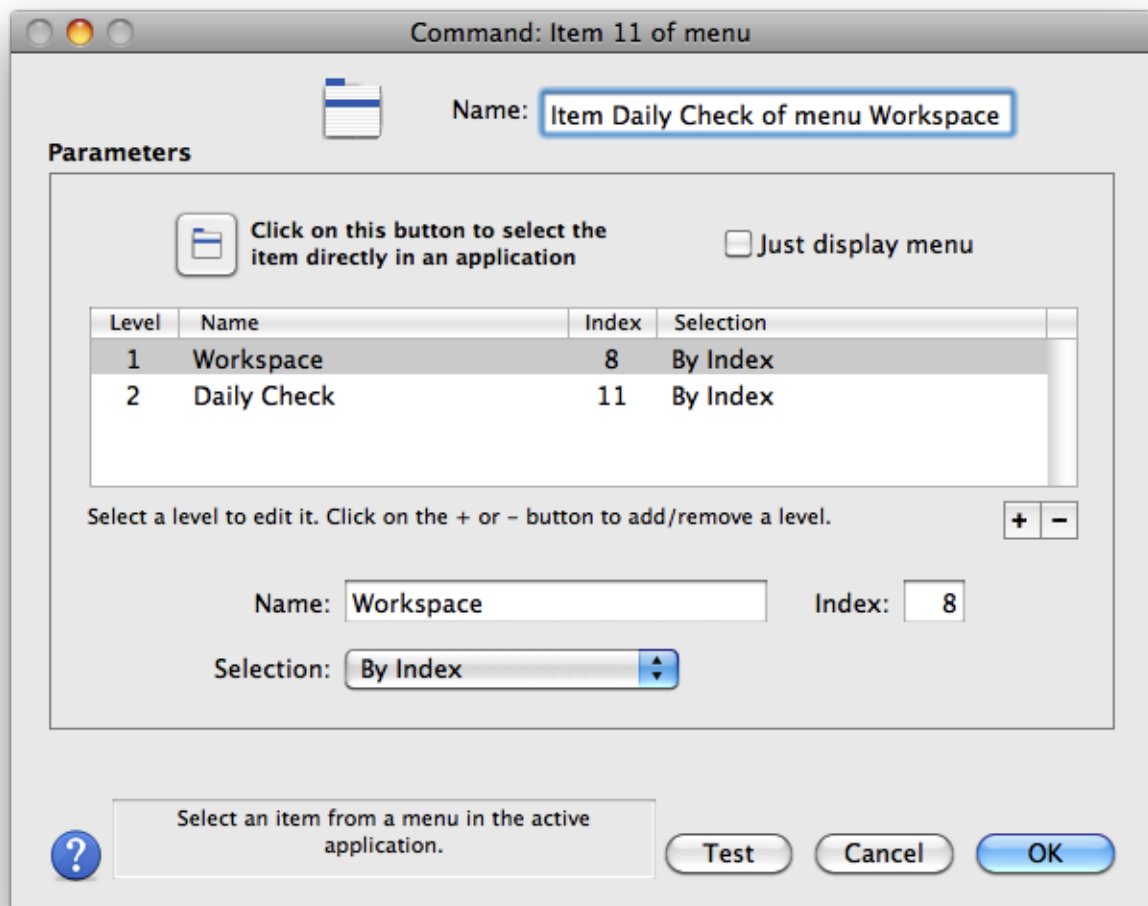 Command: Item 11 of menu
Name: Item Daily Check of menu Workspace
Parameters
Click on this button to select the
item directly in an application
Just display menu
Level Name Index Selection
1 Workspace 8 By Index
2 Daily Check 11 By Index
Select a level to edit it. Click on the + or – button to add/remove a level.
+ −
Name: Workspace Index: 8
Selection: By Index
Select an item from a menu in the active
application.
? Test Cancel OK